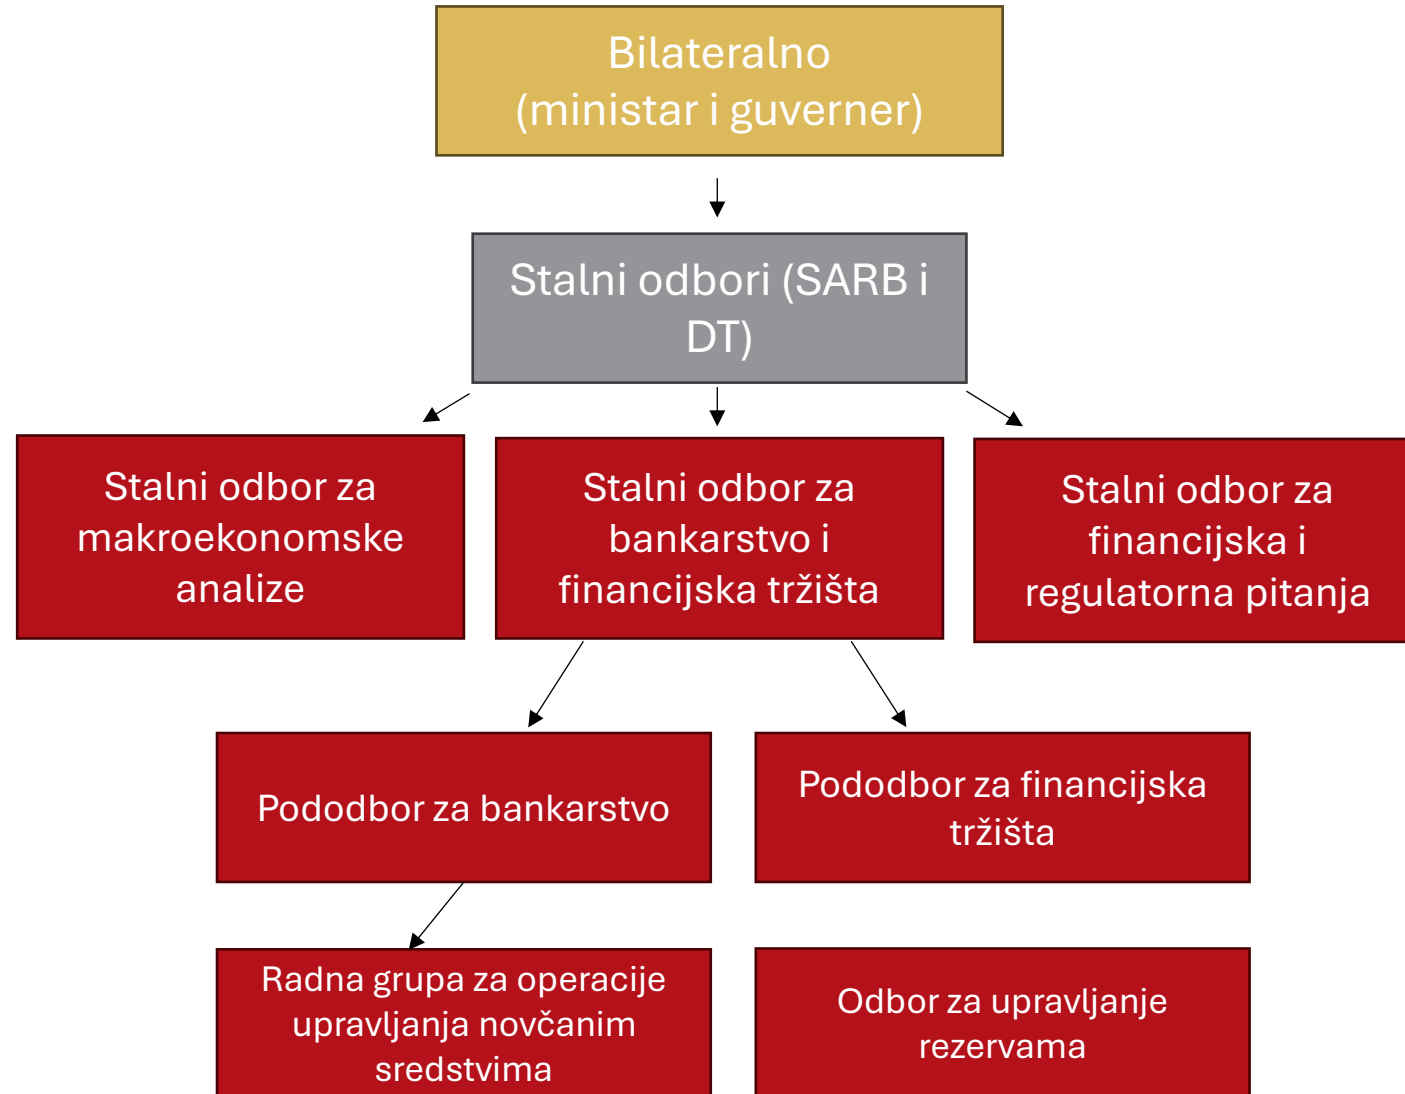 Bilateralno
(ministar i guverner)
Stalni odbori (SARB i
DT)
Stalni odbor za
makroekonomske
analize
Stalni odbor za
bankarstvo i
financijska tržišta
Stalni odbor za
financijska i
regulatorna pitanja
Pododbor za bankarstvo
Pododbor za financijska
tržišta
Radna grupa za operacije
upravljanja novčanim
sredstvima
Odbor za upravljanje
rezervama